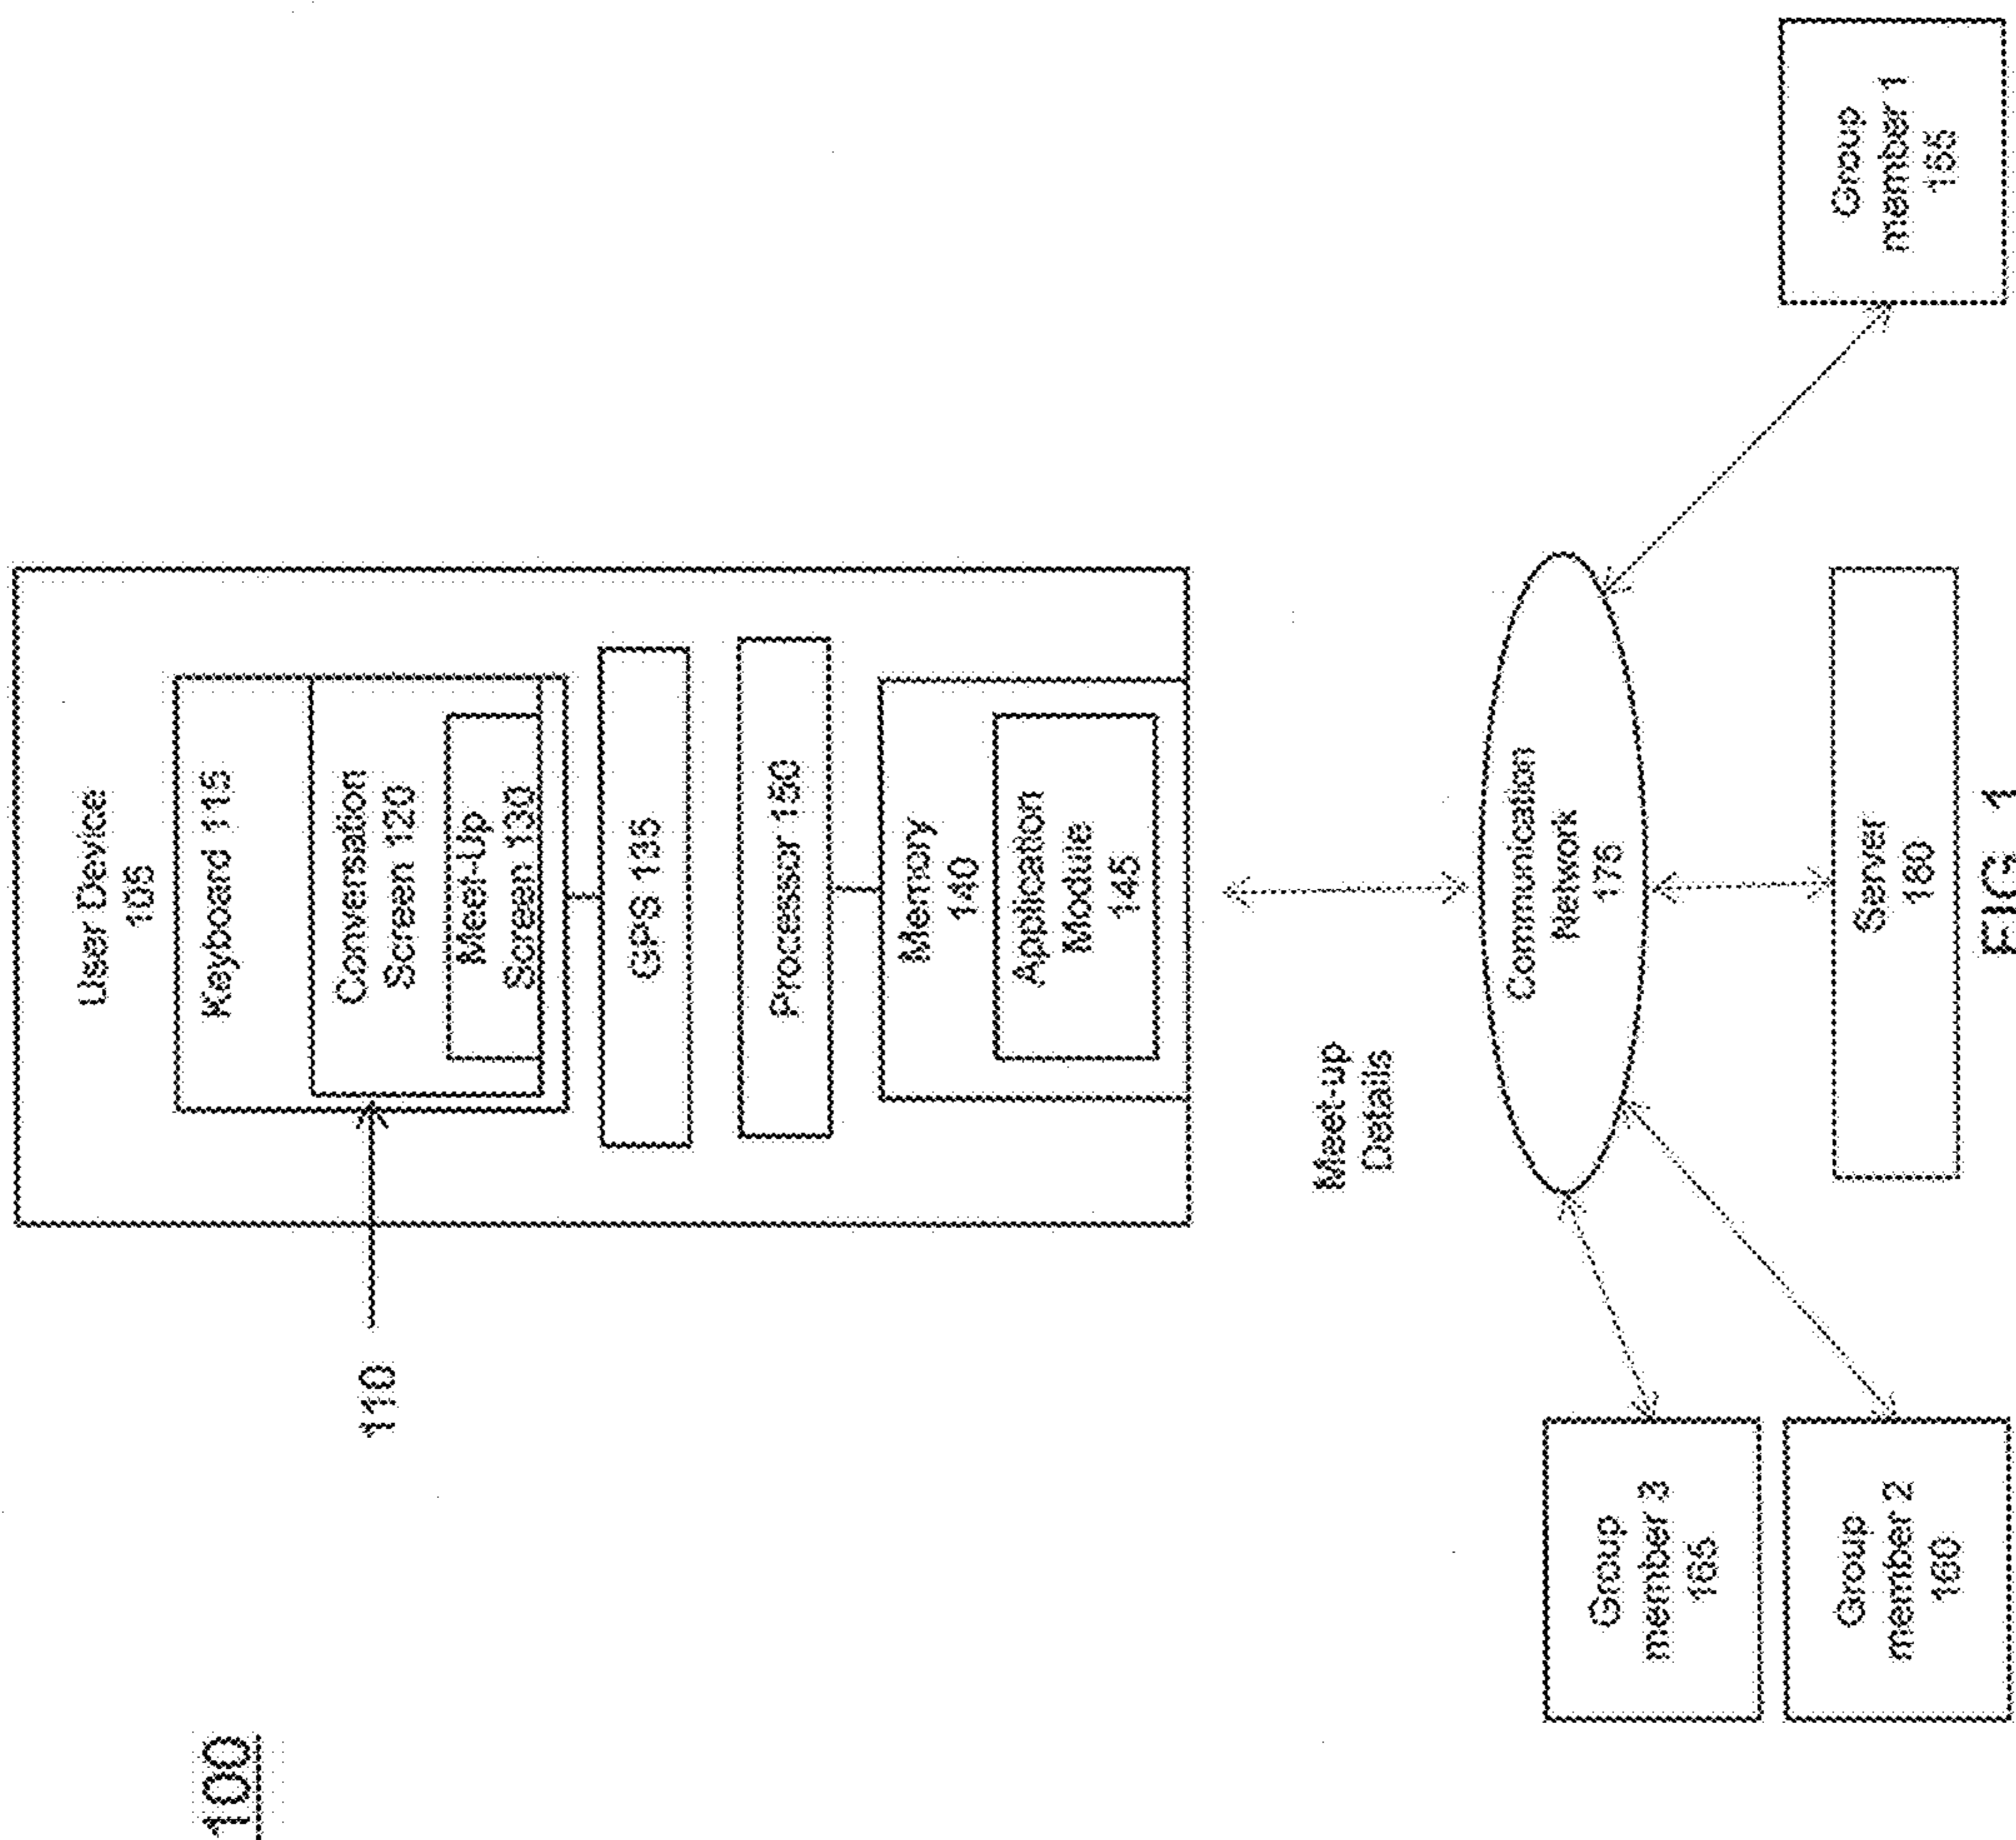 100
User Device
105
110
Keyboard 115
Conversation
Screen 120
Meet-Up
Screen 130
GPS 135
Processor 150
Memory
140
Application
Module
145
Meet-up
Details
Communication
Network
175
Group
member 3
165
Group
member 2
160
Group
member 1
155
Server
180
FIG. 1